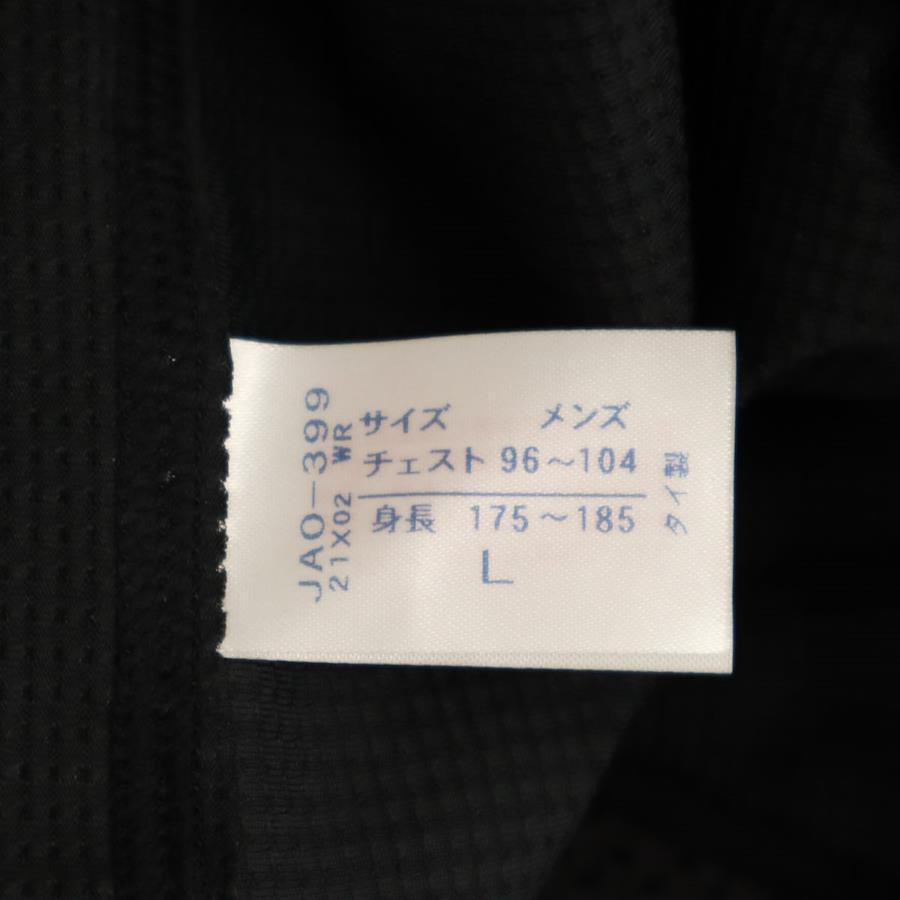 JAO-399
21X02 WR
サイズ メンズ
チェスト 96~104
身長 175~185
L
タイ製